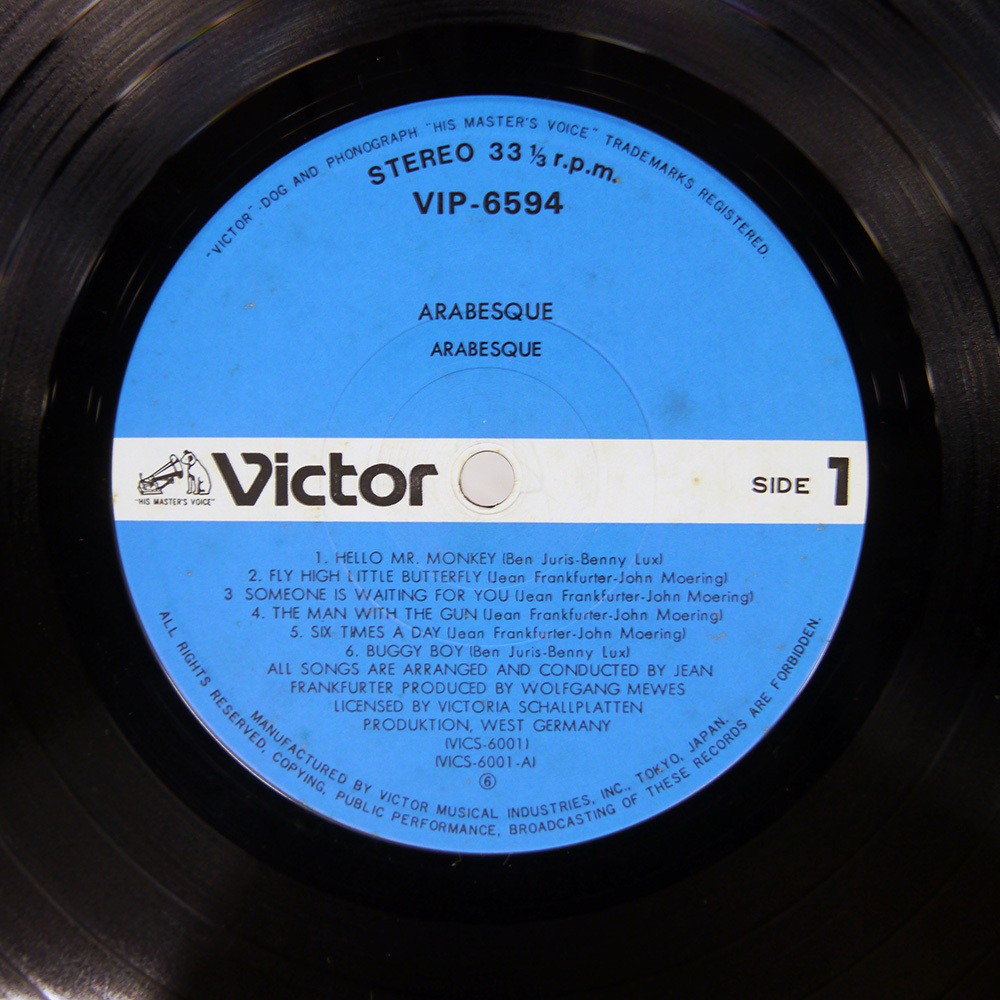 "VICTOR"-DOG AND PHONOGRAPH "HIS MASTER'S VOICE" TRADEMARKS REGISTERED.
STEREO 33 ⅓ r.p.m.
VIP-6594
ARABESQUE
ARABESQUE
"HIS MASTER'S VOICE"
Victor
SIDE 1
1. HELLO MR. MONKEY (Ben Juris-Benny Lux)
2. FLY HIGH LITTLE BUTTERFLY (Jean Frankfurter-John Moering)
3 SOMEONE IS WAITING FOR YOU (Jean Frankfurter-John Moering)
4. THE MAN WITH THE GUN (Jean Frankfurter-John Moering)
5. SIX TIMES A DAY (Jean Frankfurter-John Moering)
6. BUGGY BOY (Ben Juris-Benny Lux)
ALL SONGS ARE ARRANGED AND CONDUCTED BY JEAN
FRANKFURTER PRODUCED BY WOLFGANG MEWES
LICENSED BY VICTORIA SCHALLPLATTEN
PRODUKTION, WEST GERMANY
(VICS-6001)
(VICS-6001-A)
⑥
MANUFACTURED BY VICTOR MUSICAL INDUSTRIES, INC., TOKYO, JAPAN.
ALL RIGHTS RESERVED, COPYING, PUBLIC PERFORMANCE, BROADCASTING OF THESE RECORDS ARE FORBIDDEN.